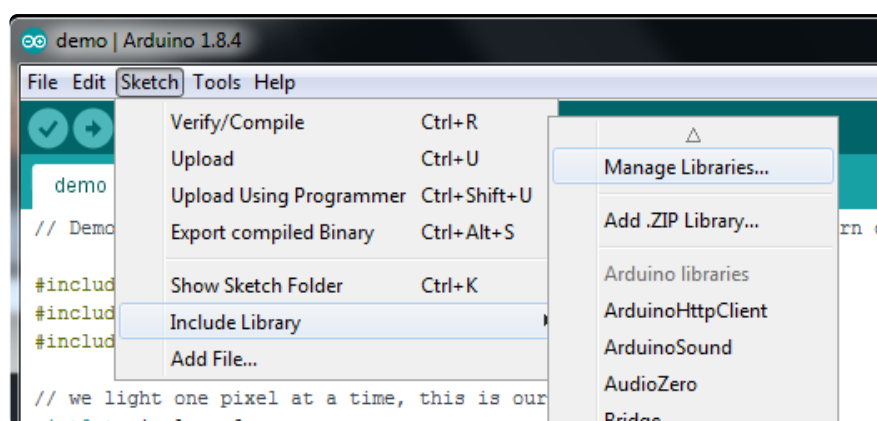 demo | Arduino 1.8.4
File Edit Sketch Tools Help
Verify/Compile Ctrl+R
Upload Ctrl+U
Upload Using Programmer Ctrl+Shift+U
Export compiled Binary Ctrl+Alt+S
Show Sketch Folder Ctrl+K
Include Library
Add File...
Manage Libraries...
Add .ZIP Library...
Arduino libraries
ArduinoHttpClient
ArduinoSound
AudioZero
Bridge
demo
// Demo
rn
#includ
#includ
#includ
// we light one pixel at a time, this is our